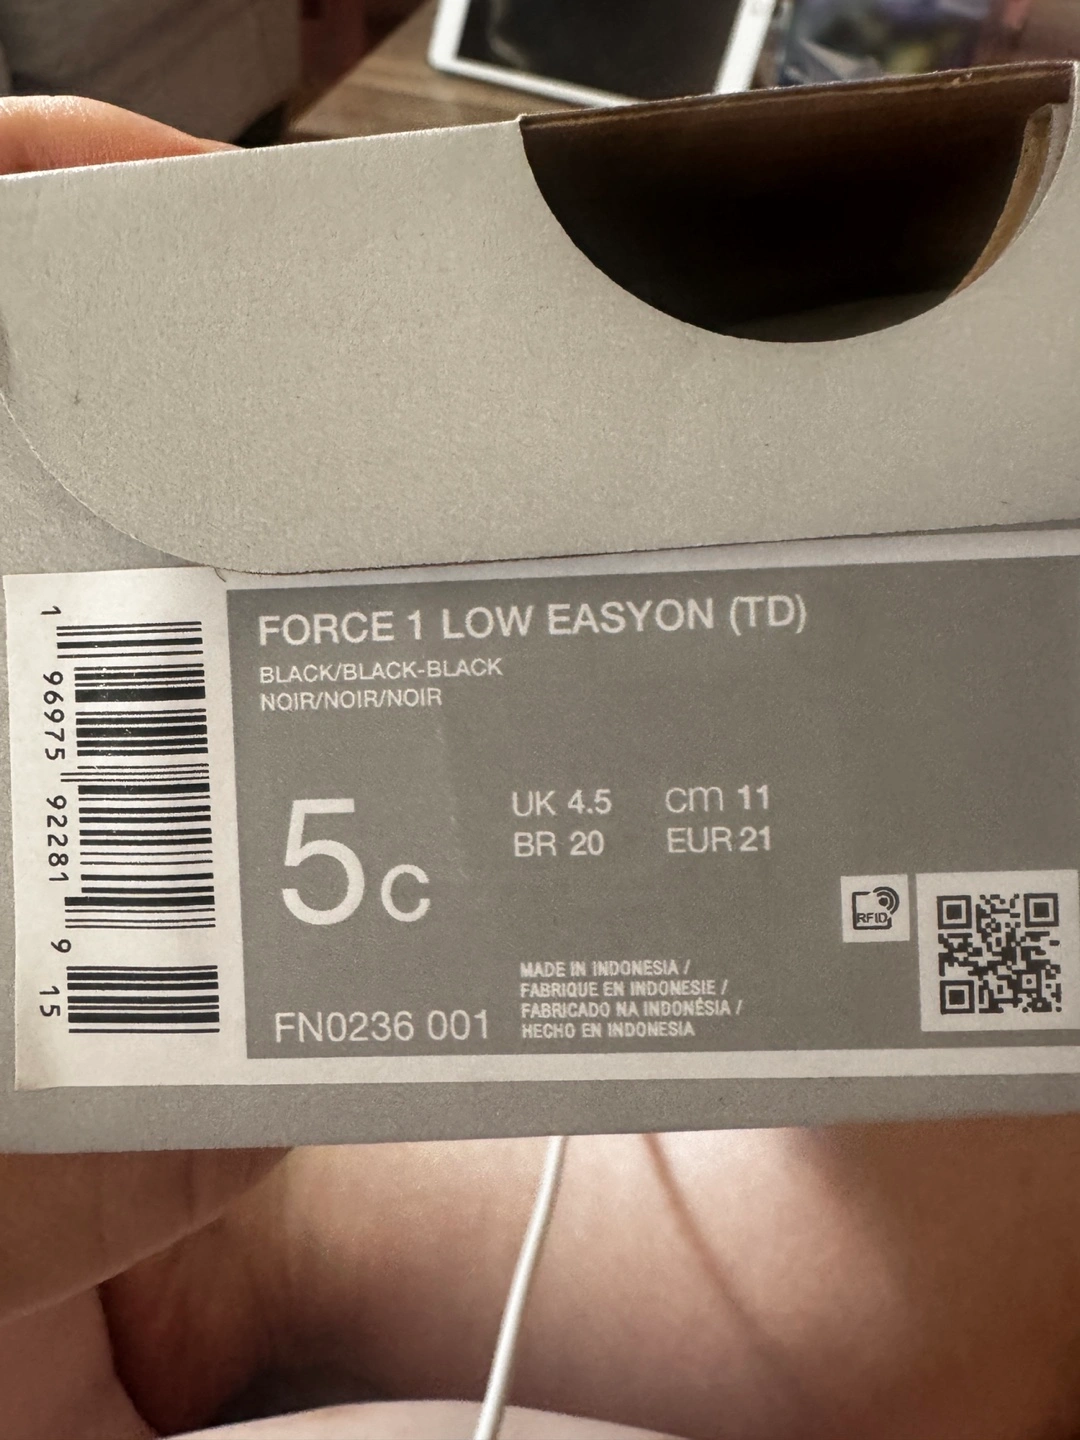 FORCE 1 LOW EASYON (TD)
BLACK/BLACK-BLACK
NOIR/NOIR/NOIR
5c
UK 4.5 cm 11
BR 20 EUR 21
RFID
MADE IN INDONESIA /
FABRIQUE EN INDONESIE /
FABRICADO NA INDONÉSIA /
HECHO EN INDONESIA
FN0236 001
1 96975 92281 9 15